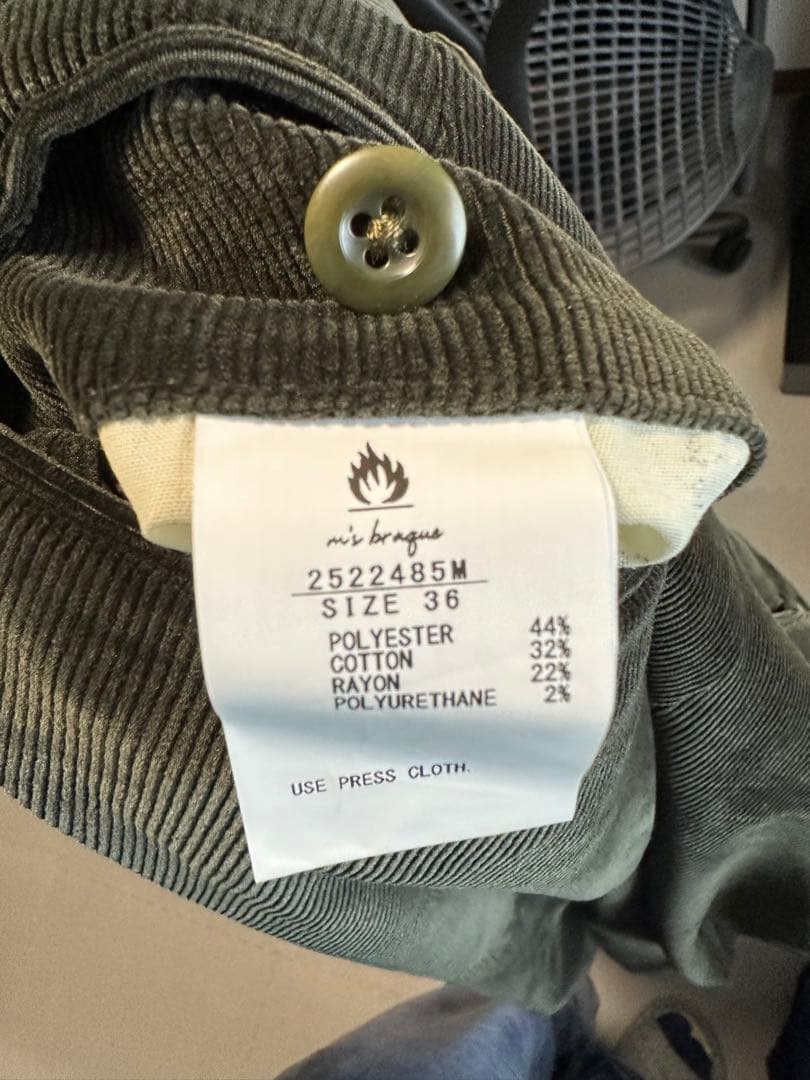 m's braque
2522485M
SIZE 36
POLYESTER 44%
COTTON 32%
RAYON 22%
POLYURETHANE 2%
USE PRESS CLOTH.